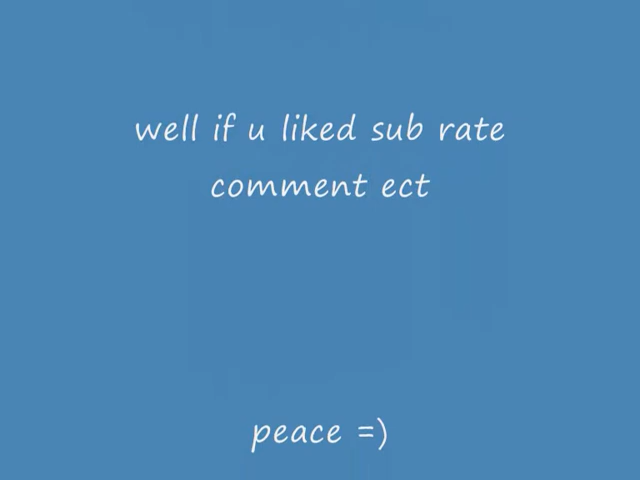 well if u liked sub rate
comment ect
peace =)